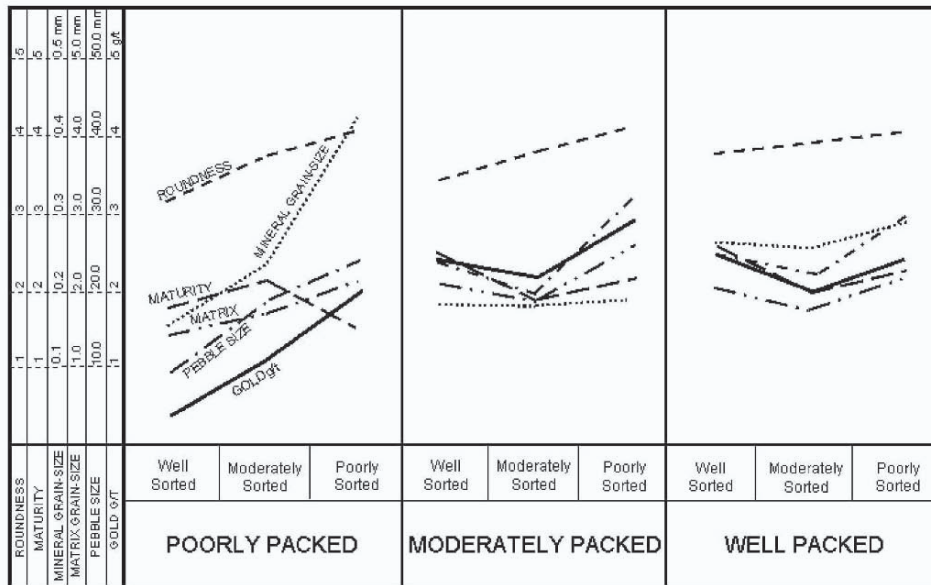 0.5 mm
5.0 mm
50.0 mm
5 g/t
5
5
0.4
4.0
40.0
4
4
4
0.3
3.0
30.0
3
3
3
0.2
2.0
20.0
2
2
2
0.1
1.0
10.0
1
1
1
ROUNDNESS
MINERAL GRAIN-SIZE
MATURITY
MATRIX
PEBBLE SIZE
GOLD g/t
ROUNDNESS
MATURITY
MINERAL GRAIN-SIZE
MATRIX GRAIN-SIZE
PEBBLE SIZE
GOLD G/T
Well
Sorted
Moderately
Sorted
Poorly
Sorted
Well
Sorted
Moderately
Sorted
Poorly
Sorted
Well
Sorted
Moderately
Sorted
Poorly
Sorted
POORLY PACKED
MODERATELY PACKED
WELL PACKED